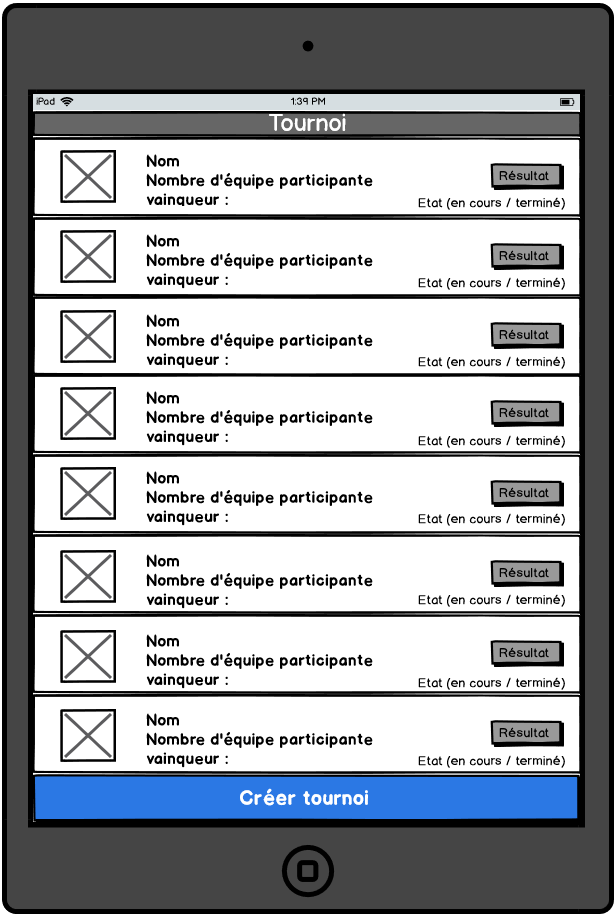 iPad 1:39 PM
Tournoi
Nom
Nombre d'équipe participante
vainqueur :
Résultat
Etat (en cours / terminé)
Nom
Nombre d'équipe participante
vainqueur :
Résultat
Etat (en cours / terminé)
Nom
Nombre d'équipe participante
vainqueur :
Résultat
Etat (en cours / terminé)
Nom
Nombre d'équipe participante
vainqueur :
Résultat
Etat (en cours / terminé)
Nom
Nombre d'équipe participante
vainqueur :
Résultat
Etat (en cours / terminé)
Nom
Nombre d'équipe participante
vainqueur :
Résultat
Etat (en cours / terminé)
Nom
Nombre d'équipe participante
vainqueur :
Résultat
Etat (en cours / terminé)
Nom
Nombre d'équipe participante
vainqueur :
Résultat
Etat (en cours / terminé)
Créer tournoi